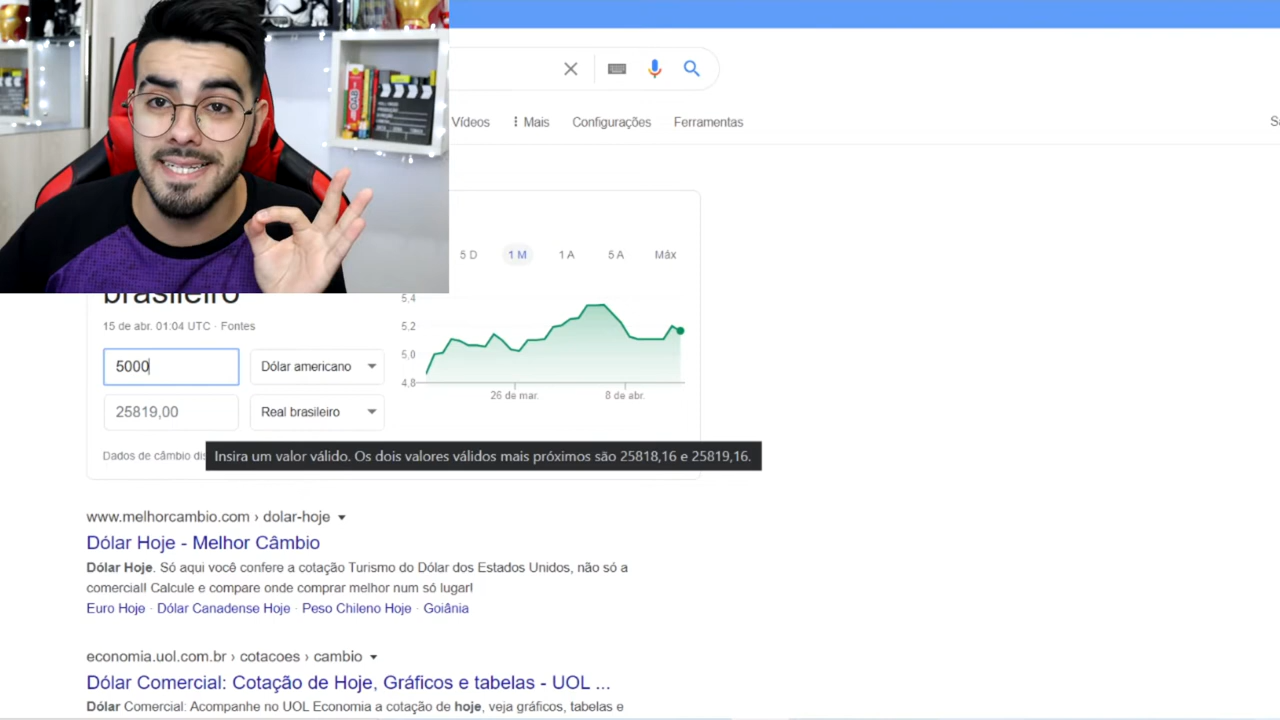 Vídeos
Mais
Configurações
Ferramentas
5 D
1 M
1 A
5 A
Máx
brasileiro
15 de abr. 01:04 UTC · Fontes
5000
Dólar americano
25819,00
Real brasileiro
5,4
5,2
5,0
4,8
26 de mar.
8 de abr.
Dados de câmbio
Insira um valor válido. Os dois valores válidos mais próximos são 25818,16 e 25819,16.
www.melhorcambio.com › dolar-hoje
Dólar Hoje - Melhor Câmbio
Dólar Hoje. Só aqui você confere a cotação Turismo do Dólar dos Estados Unidos, não só a
comercial! Calcule e compare onde comprar melhor num só lugar!
Euro Hoje · Dólar Canadense Hoje · Peso Chileno Hoje · Goiânia
economia.uol.com.br › cotacoes › cambio
Dólar Comercial: Cotação de Hoje, Gráficos e tabelas - UOL ...
Dólar Comercial: Acompanhe no UOL Economia a cotação de hoje, veja gráficos, tabelas e